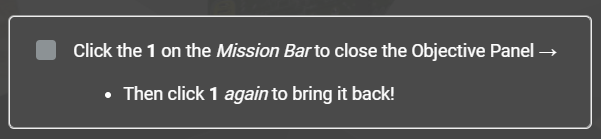 Click the 1 on the Mission Bar to close the Objective Panel →
• Then click 1 again to bring it back!